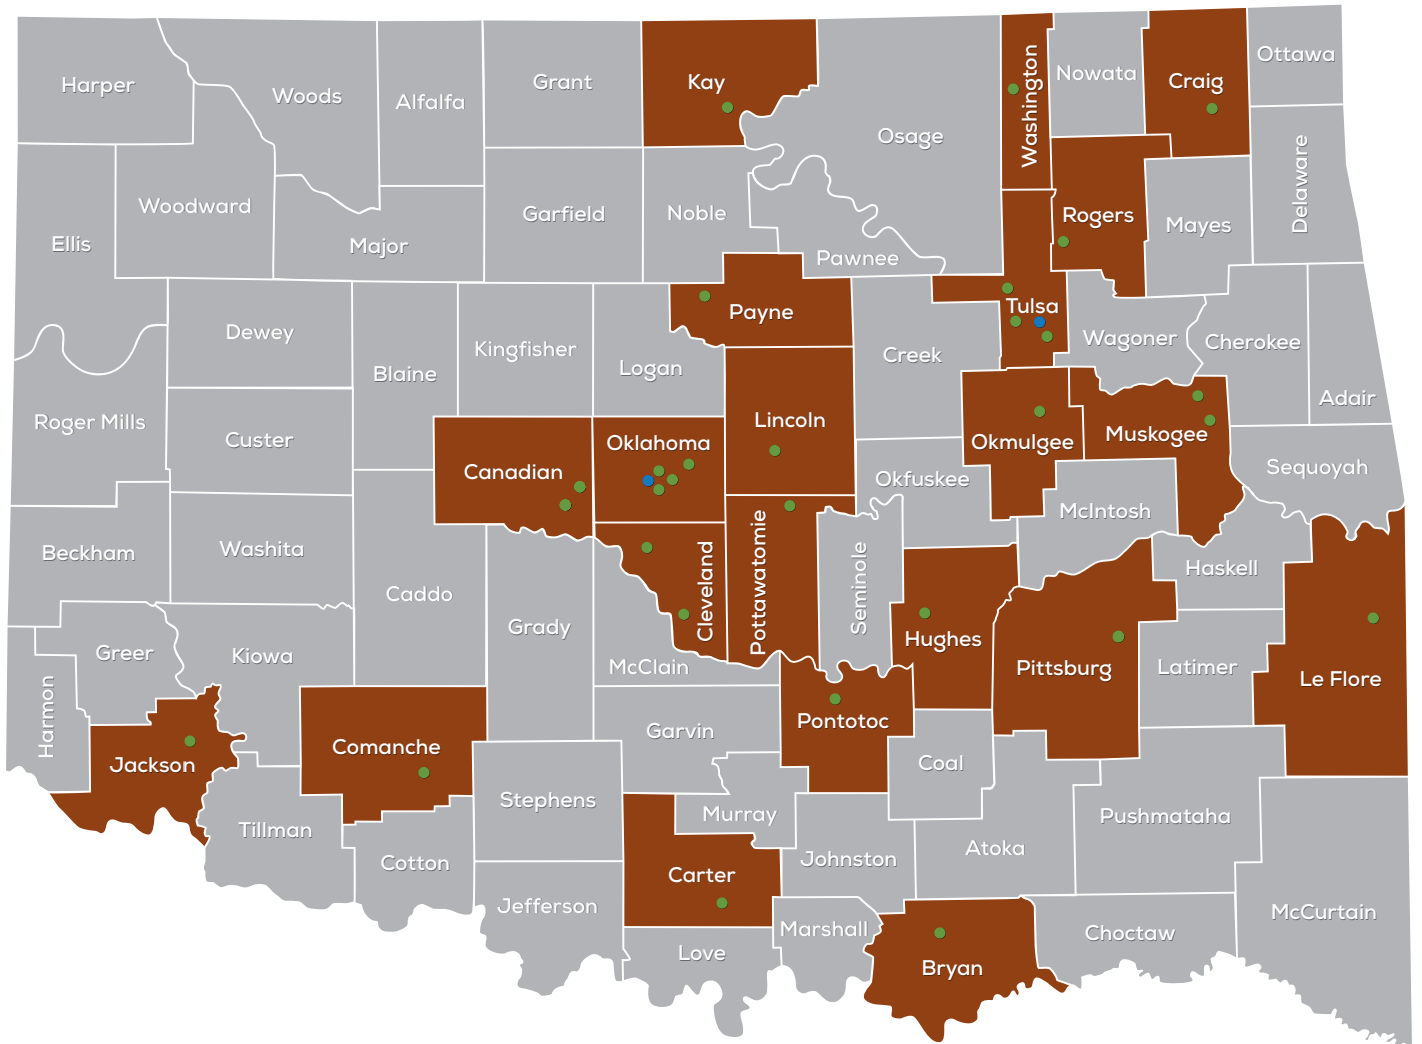 Harper
Woods
Alfalfa
Grant
Kay
Osage
Washington
Nowata
Craig
Ottawa
Ellis
Woodward
Major
Garfield
Noble
Pawnee
Rogers
Mayes
Delaware
Dewey
Blaine
Kingfisher
Logan
Payne
Creek
Tulsa
Wagoner
Cherokee
Adair
Roger Mills
Custer
Canadian
Oklahoma
Lincoln
Okfuskee
Okmulgee
Muskogee
Sequoyah
Beckham
Washita
Caddo
Grady
Cleveland
Pottawatomie
Seminole
Hughes
McIntosh
Haskell
Greer
Kiowa
McClain
Pittsburg
Latimer
Le Flore
Harmon
Jackson
Comanche
Garvin
Pontotoc
Coal
Tillman
Cotton
Stephens
Murray
Johnston
Atoka
Pushmataha
Jefferson
Carter
Marshall
Love
Bryan
Choctaw
McCurtain